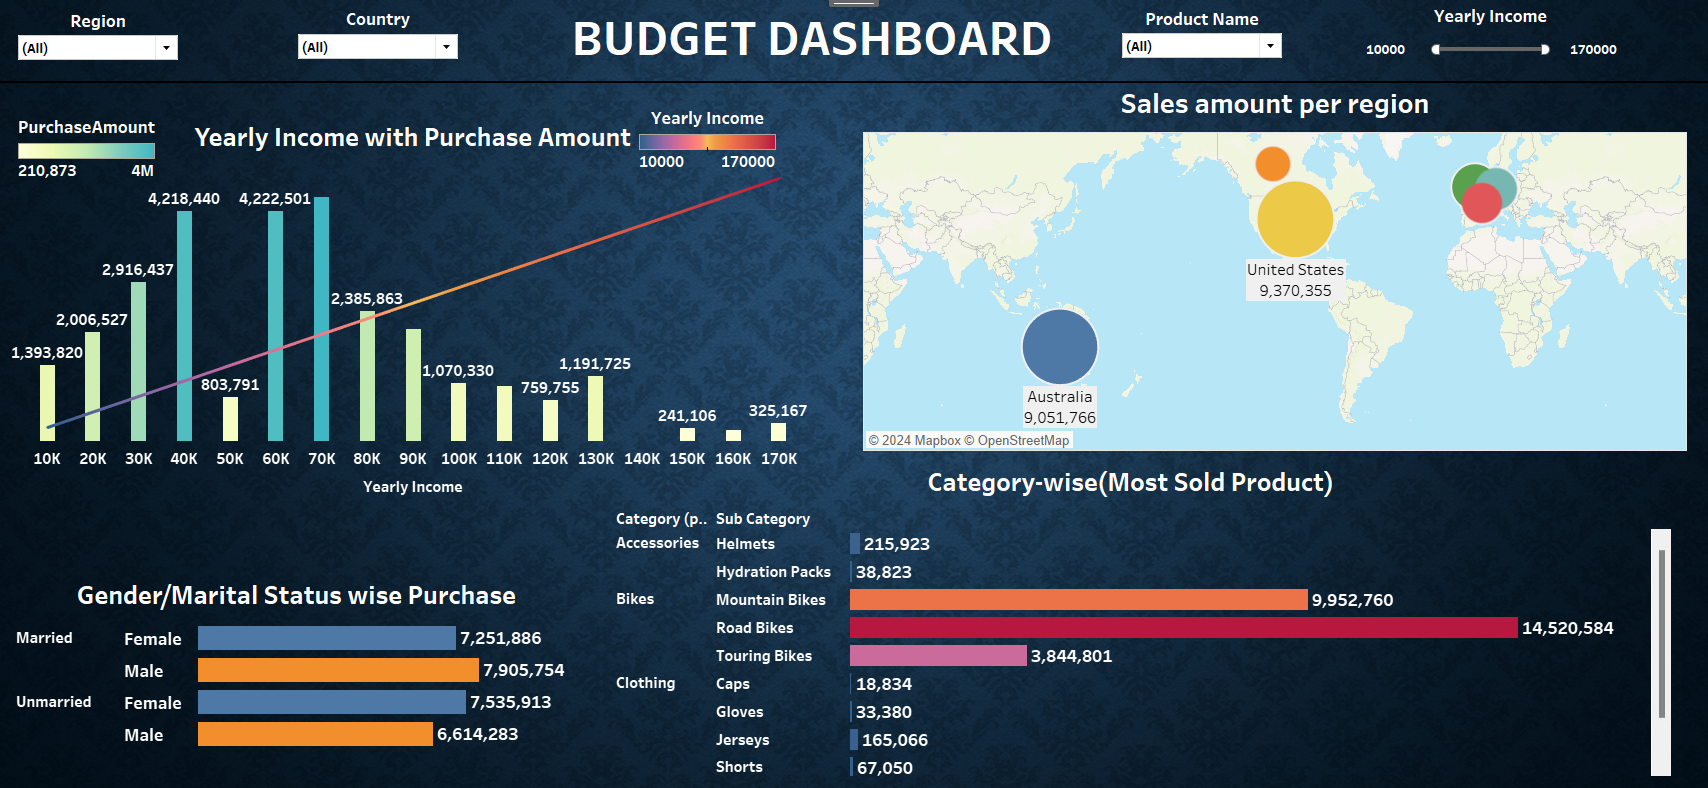 Region
(All)
Country
(All)
BUDGET DASHBOARD
Product Name
(All)
Yearly Income
10000
170000
PurchaseAmount
210,873
4M
Yearly Income with Purchase Amount
Yearly Income
10000
170000
1,393,820
2,006,527
2,916,437
4,218,440
803,791
4,222,501
2,385,863
1,070,330
759,755
1,191,725
241,106
325,167
10K 20K 30K 40K 50K 60K 70K 80K 90K 100K 110K 120K 130K 140K 150K 160K 170K
Yearly Income
Sales amount per region
United States
9,370,355
Australia
9,051,766
© 2024 Mapbox © OpenStreetMap
Gender/Marital Status wise Purchase
Married Female 7,251,886
Male 7,905,754
Unmarried Female 7,535,913
Male 6,614,283
Category-wise(Most Sold Product)
Category (p.. Sub Category
Accessories Helmets 215,923
Hydration Packs 38,823
Bikes Mountain Bikes 9,952,760
Road Bikes 14,520,584
Touring Bikes 3,844,801
Clothing Caps 18,834
Gloves 33,380
Jerseys 165,066
Shorts 67,050